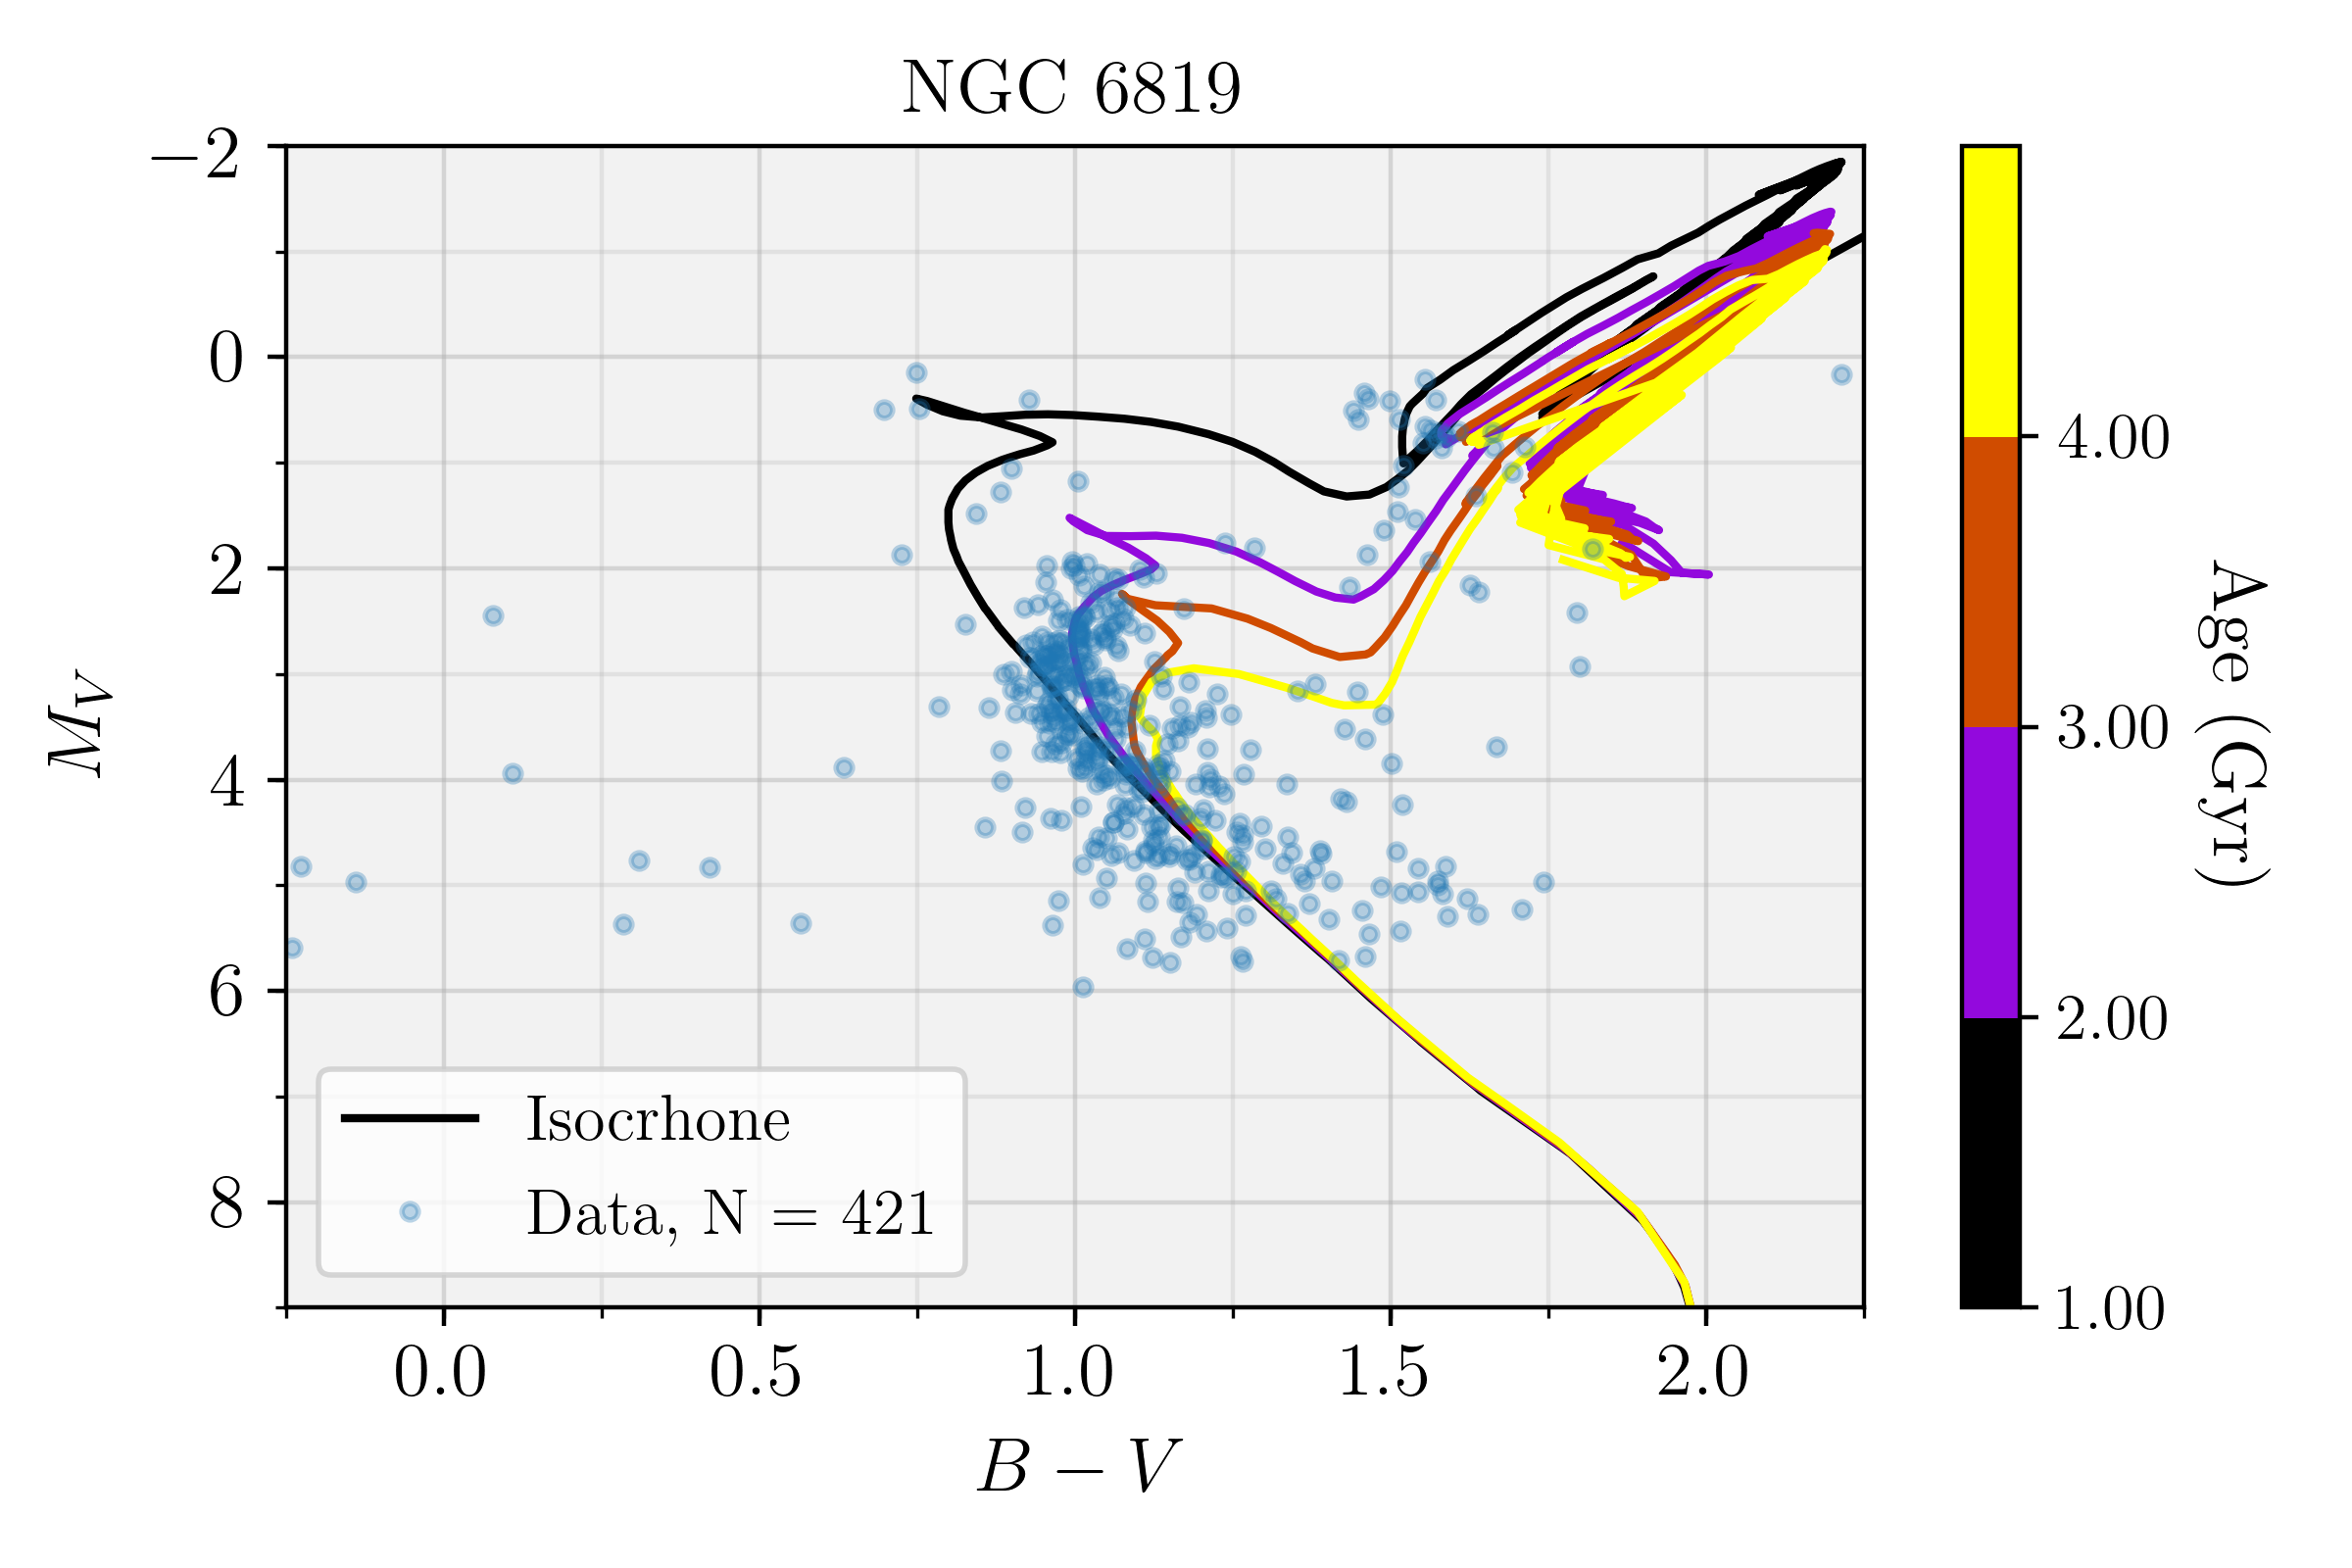 NGC 6819
−2
0
2
4
6
8
M_V
0.0 0.5 1.0 1.5 2.0
B − V
Isocrhone
Data, N = 421
4.00
3.00
2.00
1.00
Age (Gyr)